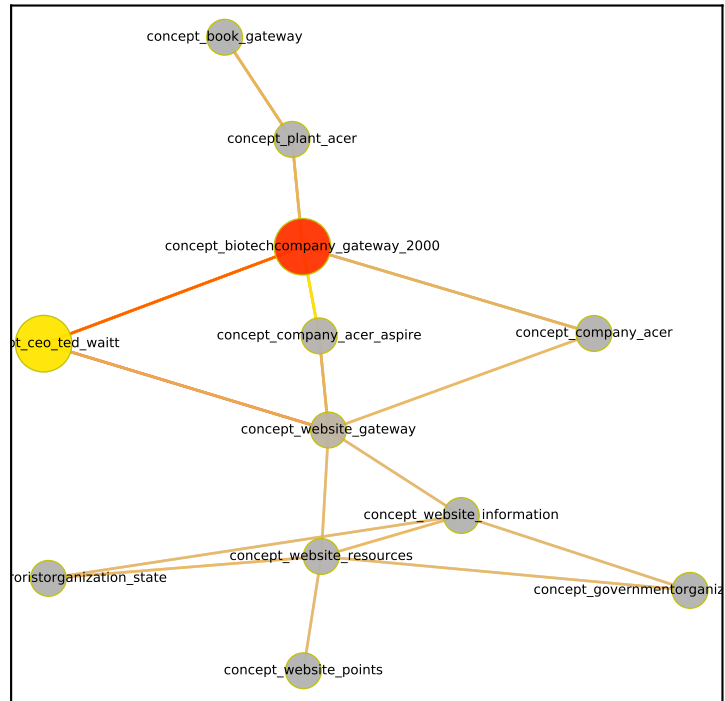 concept_book_gateway
concept_plant_acer
concept_biotechcompany_gateway_2000
concept_company_acer_aspire
concept_company_acer
pt_ceo_ted_waitt
concept_website_gateway
concept_website_information
concept_website_resources
roristorganization_state
concept_governmentorganiz
concept_website_points